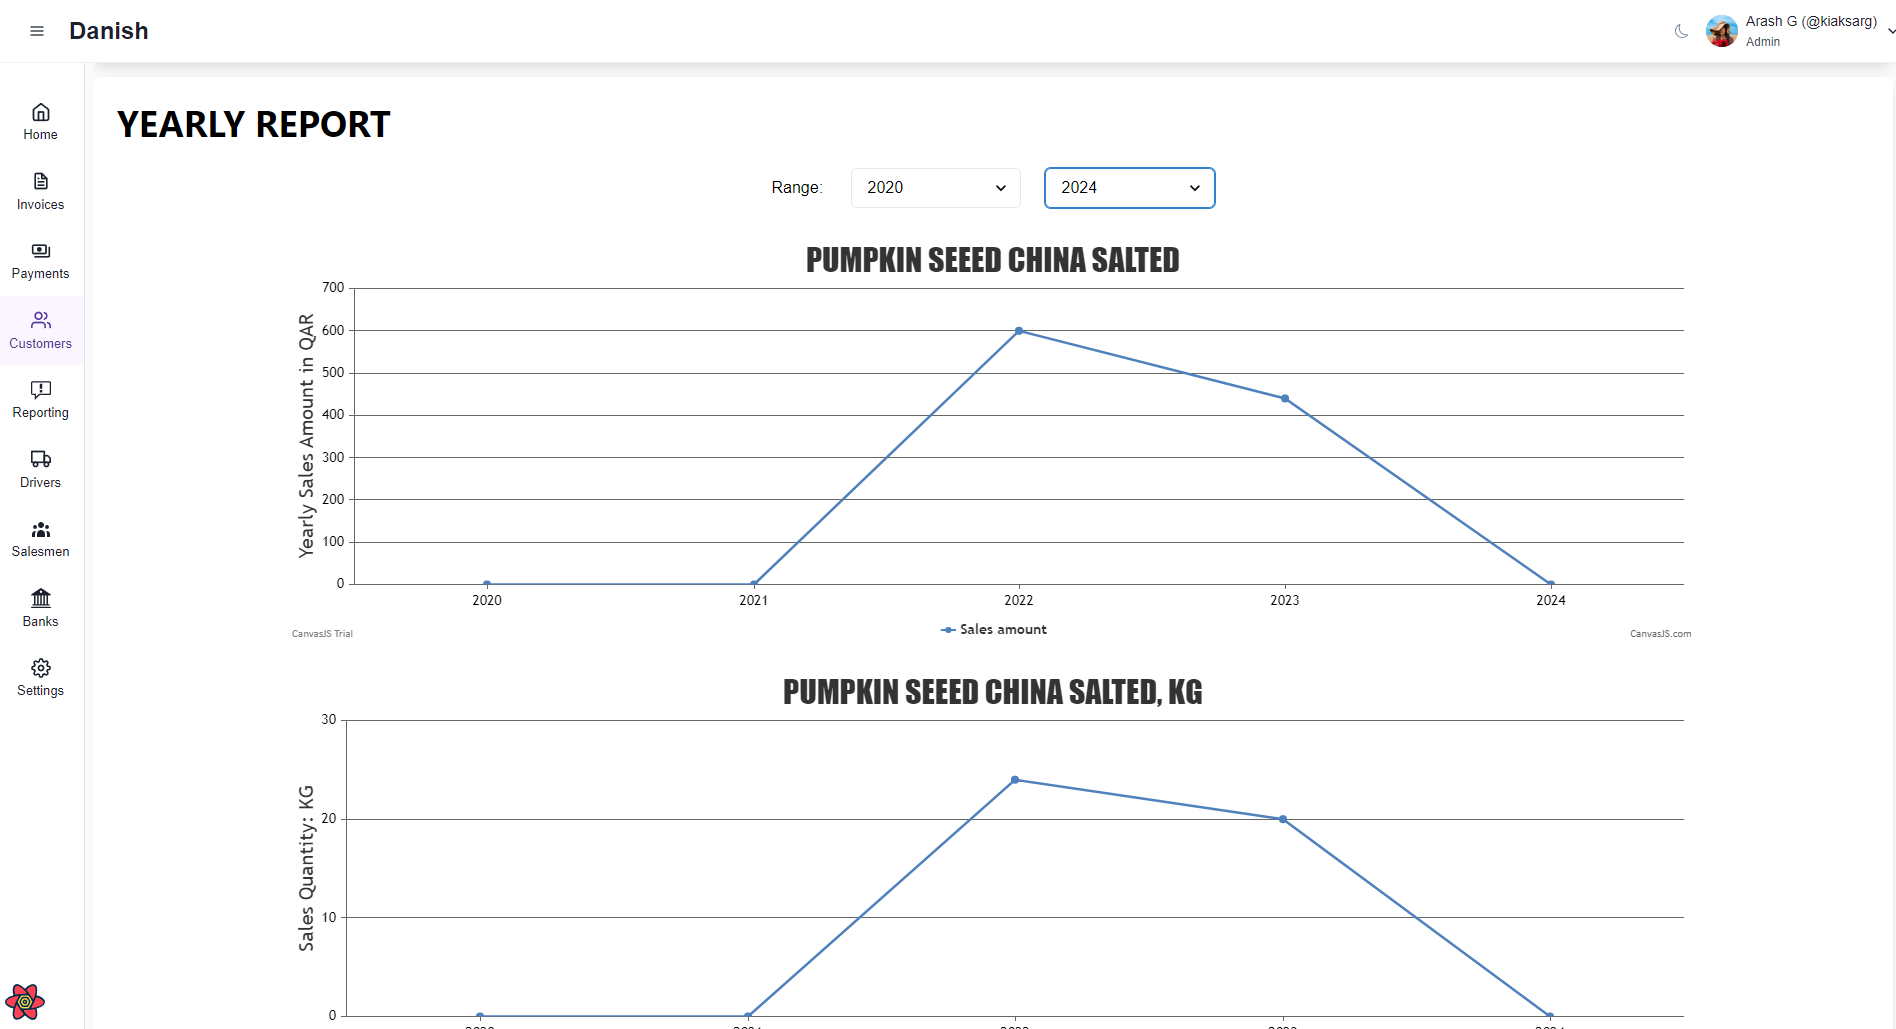 Danish
Arash G (@kiaksarg)
Admin
Home
Invoices
Payments
Customers
Reporting
Drivers
Salesmen
Banks
Settings
YEARLY REPORT
Range: 2020 2024
PUMPKIN SEEED CHINA SALTED
Yearly Sales Amount in QAR
700
600
500
400
300
200
100
0
2020 2021 2022 2023 2024
Sales amount
CanvasJS Trial
CanvasJS.com
PUMPKIN SEEED CHINA SALTED, KG
Sales Quantity: KG
30
20
10
0